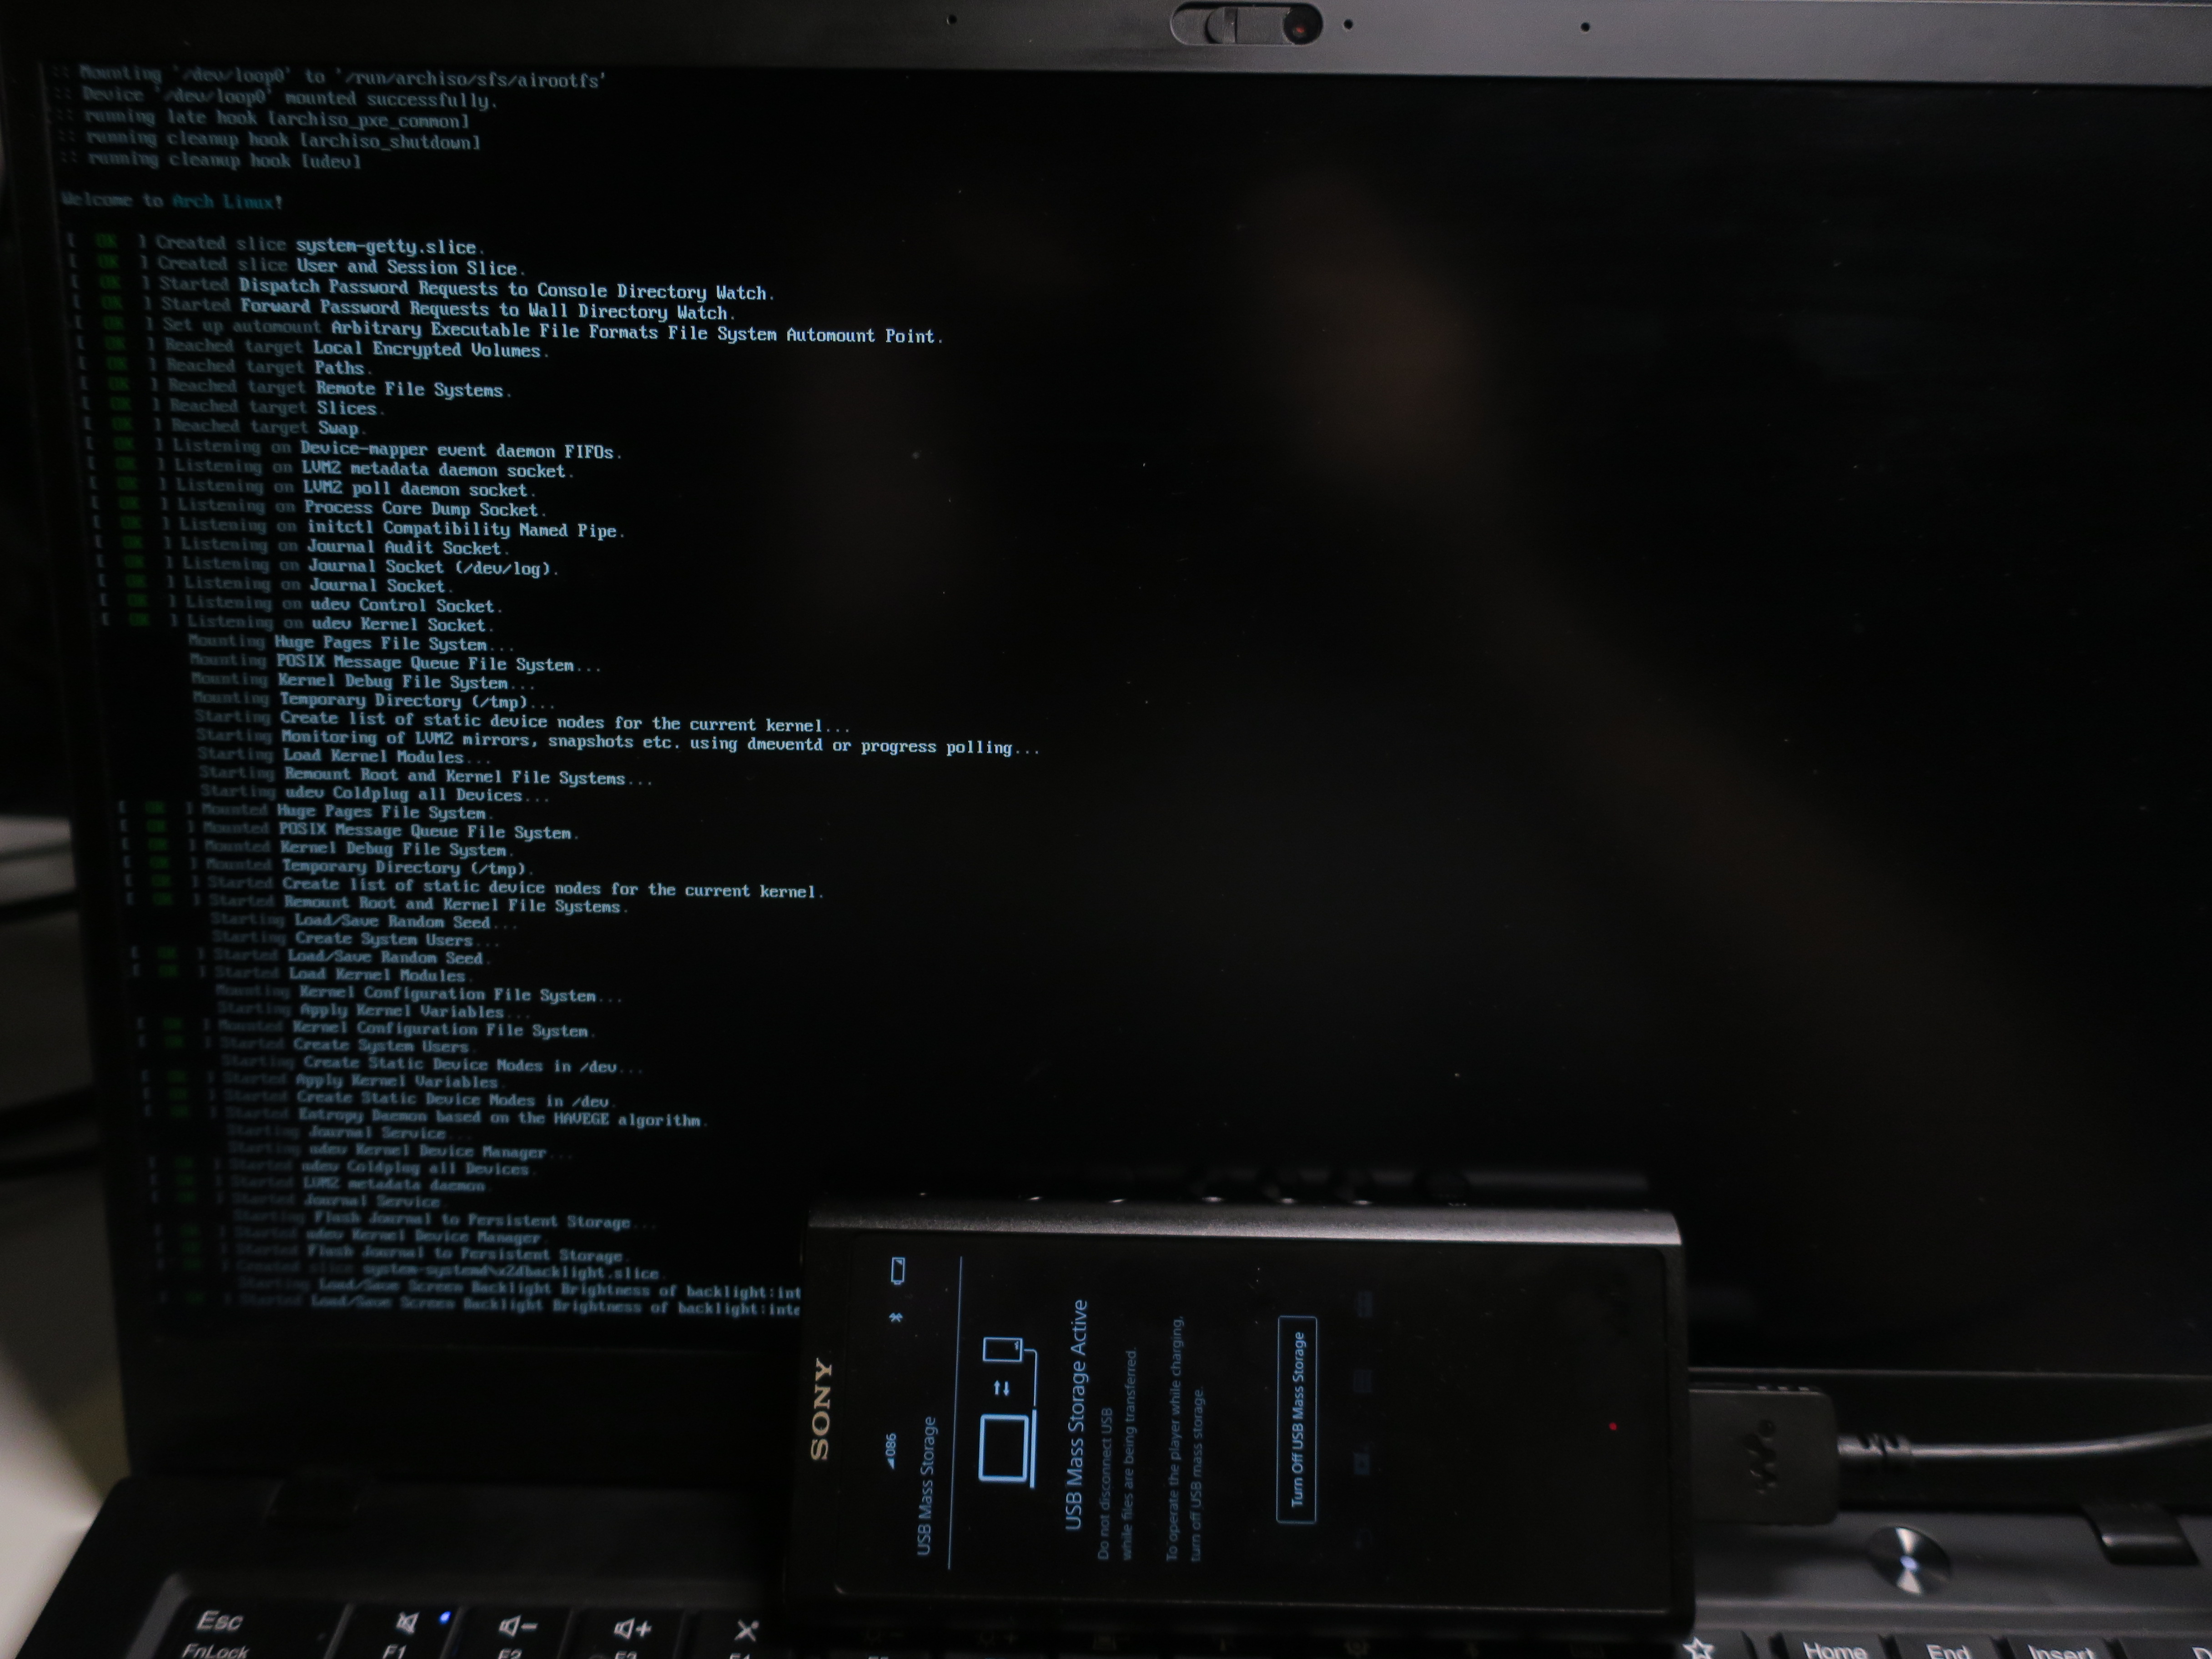 :: Mounting '/dev/loop0' to '/run/archiso/sfs/airootfs'
:: Device '/dev/loop0' mounted successfully.
:: running late hook [archiso_pxe_common]
:: running cleanup hook [archiso_shutdown]
:: running cleanup hook [udev]
Welcome to Arch Linux!
[ OK ] Created slice system-getty.slice.
[ OK ] Created slice User and Session Slice.
[ OK ] Started Dispatch Password Requests to Console Directory Watch.
[ OK ] Started Forward Password Requests to Wall Directory Watch.
[ OK ] Set up automount Arbitrary Executable File Formats File System Automount Point.
[ OK ] Reached target Local Encrypted Volumes.
[ OK ] Reached target Paths.
[ OK ] Reached target Remote File Systems.
[ OK ] Reached target Slices.
[ OK ] Reached target Swap.
[ OK ] Listening on Device-mapper event daemon FIFOs.
[ OK ] Listening on LVM2 metadata daemon socket.
[ OK ] Listening on LVM2 poll daemon socket.
[ OK ] Listening on Process Core Dump Socket.
[ OK ] Listening on initctl Compatibility Named Pipe.
[ OK ] Listening on Journal Audit Socket.
[ OK ] Listening on Journal Socket (/dev/log).
[ OK ] Listening on Journal Socket.
[ OK ] Listening on udev Control Socket.
[ OK ] Listening on udev Kernel Socket.
Mounting Huge Pages File System...
Mounting POSIX Message Queue File System...
Mounting Kernel Debug File System...
Mounting Temporary Directory (/tmp)...
Starting Create list of static device nodes for the current kernel...
Starting Monitoring of LVM2 mirrors, snapshots etc. using dmeventd or progress polling...
Starting Load Kernel Modules...
Starting Remount Root and Kernel File Systems...
Starting udev Coldplug all Devices...
[ OK ] Mounted Huge Pages File System.
[ OK ] Mounted POSIX Message Queue File System.
[ OK ] Mounted Kernel Debug File System.
[ OK ] Mounted Temporary Directory (/tmp).
[ OK ] Started Create list of static device nodes for the current kernel.
[ OK ] Started Remount Root and Kernel File Systems.
Starting Load/Save Random Seed...
Starting Create System Users...
[ OK ] Started Load/Save Random Seed.
[ OK ] Started Load Kernel Modules.
Mounting Kernel Configuration File System...
Starting Apply Kernel Variables...
[ OK ] Mounted Kernel Configuration File System.
[ OK ] Started Create System Users.
Starting Create Static Device Nodes in /dev...
[ OK ] Started Apply Kernel Variables.
[ OK ] Started Create Static Device Nodes in /dev.
[ OK ] Started Entropy Daemon based on the HAVEGE algorithm.
Starting Journal Service...
Starting udev Kernel Device Manager...
[ OK ] Started udev Coldplug all Devices.
[ OK ] Started LVM2 metadata daemon.
[ OK ] Started Journal Service.
Starting Flush Journal to Persistent Storage...
[ OK ] Started udev Kernel Device Manager.
[ OK ] Started Flush Journal to Persistent Storage.
[ OK ] Created slice system-systemd\x2dbacklight.slice.
Starting Load/Save Screen Backlight Brightness of backlight:int
[ OK ] Started Load/Save Screen Backlight Brightness of backlight:inte
SONY
086
USB Mass Storage
USB Mass Storage Active
Do not disconnect USB
while files are being transferred.
To operate the player while charging,
turn off USB mass storage.
Turn Off USB Mass Storage
Esc
FnLock
F1
F2
F3
Home
End
Insert